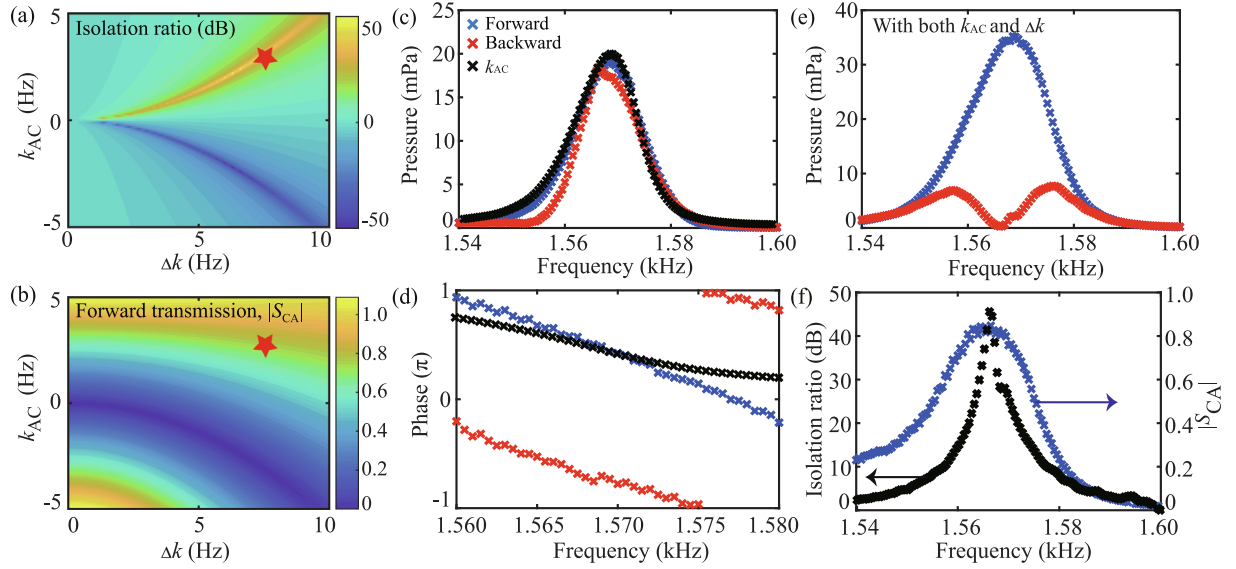 (a)
Isolation ratio (dB)
5
0
-5
k_AC (Hz)
0
5
10
Δk (Hz)
50
0
-50
(b)
Forward transmission, |S_CA|
5
0
-5
k_AC (Hz)
0
5
10
Δk (Hz)
1.0
0.8
0.6
0.4
0.2
0
(c)
Forward
Backward
k_AC
25
20
15
10
5
0
Pressure (mPa)
1.54
1.56
1.58
1.60
Frequency (kHz)
(d)
1
0
-1
Phase (π)
1.560
1.565
1.570
1.575
1.580
Frequency (kHz)
(e)
With both k_AC and Δk
40
35
30
20
10
0
Pressure (mPa)
1.54
1.56
1.58
1.60
Frequency (kHz)
(f)
50
40
30
20
10
0
Isolation ratio (dB)
1.0
0.8
0.6
0.4
0.2
0
|S_CA|
1.54
1.56
1.58
1.60
Frequency (kHz)